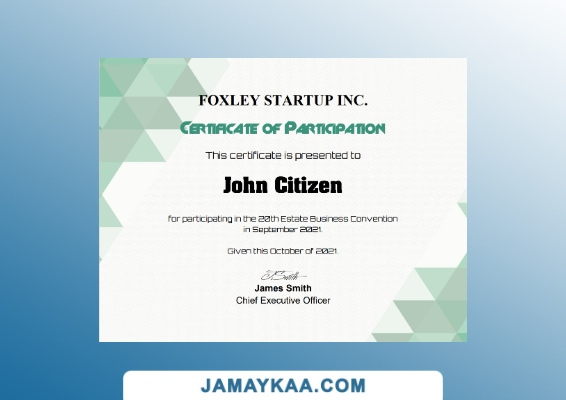 FOXLEY STARTUP INC.
CERTIFICATE OF PARTICIPATION
This certificate is presented to
John Citizen
for participating in the 20th Estate Business Convention
in September 2021.
Given this October of 2021.
JSmith
James Smith
Chief Executive Officer
JAMAYKAA.COM